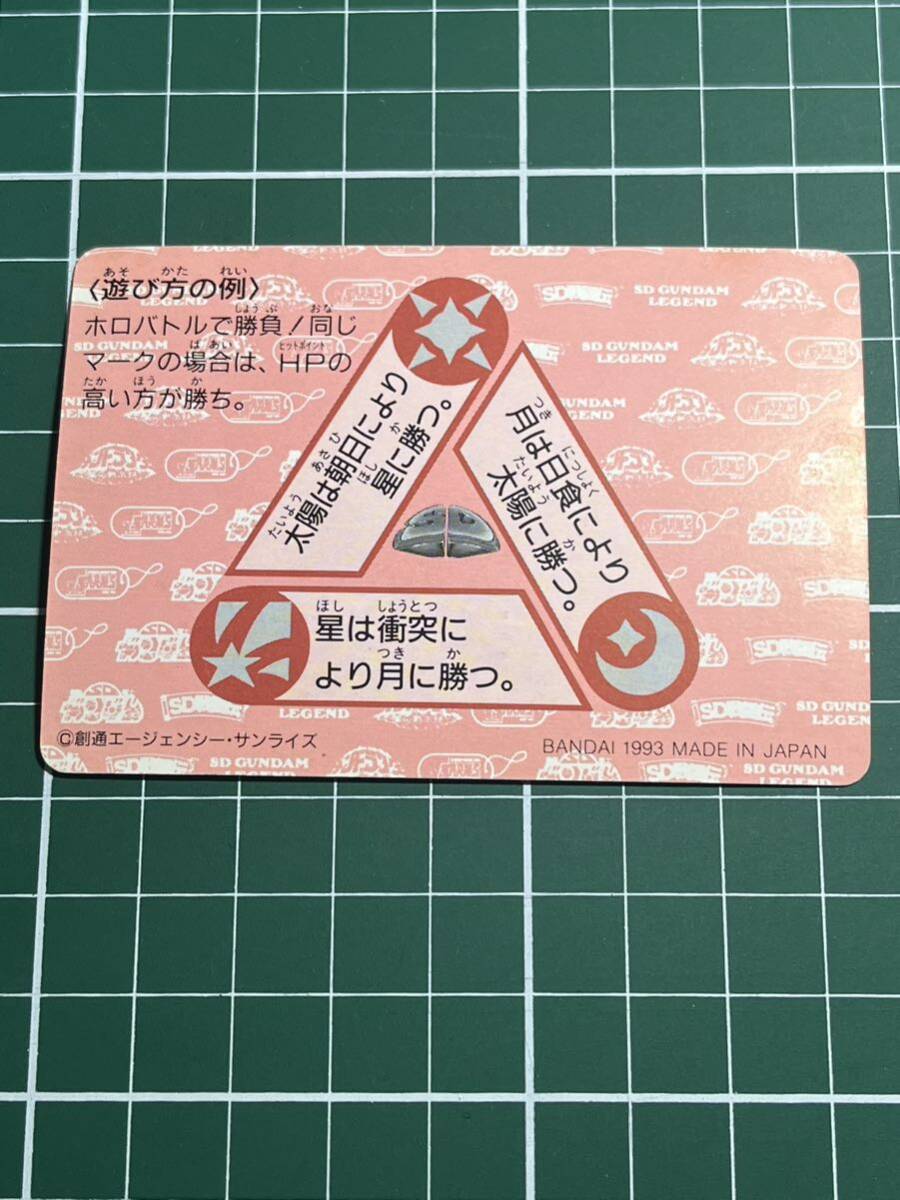 〈遊び方の例〉
ホロバトルで勝負!同じ
マークの場合は、HPの
高い方が勝ち。
太陽は朝日により
星に勝つ。
月は日食により
太陽に勝つ。
星は衝突に
より月に勝つ。
©創通エージェンシー・サンライズ
BANDAI 1993 MADE IN JAPAN
SD GUNDAM
LEGEND